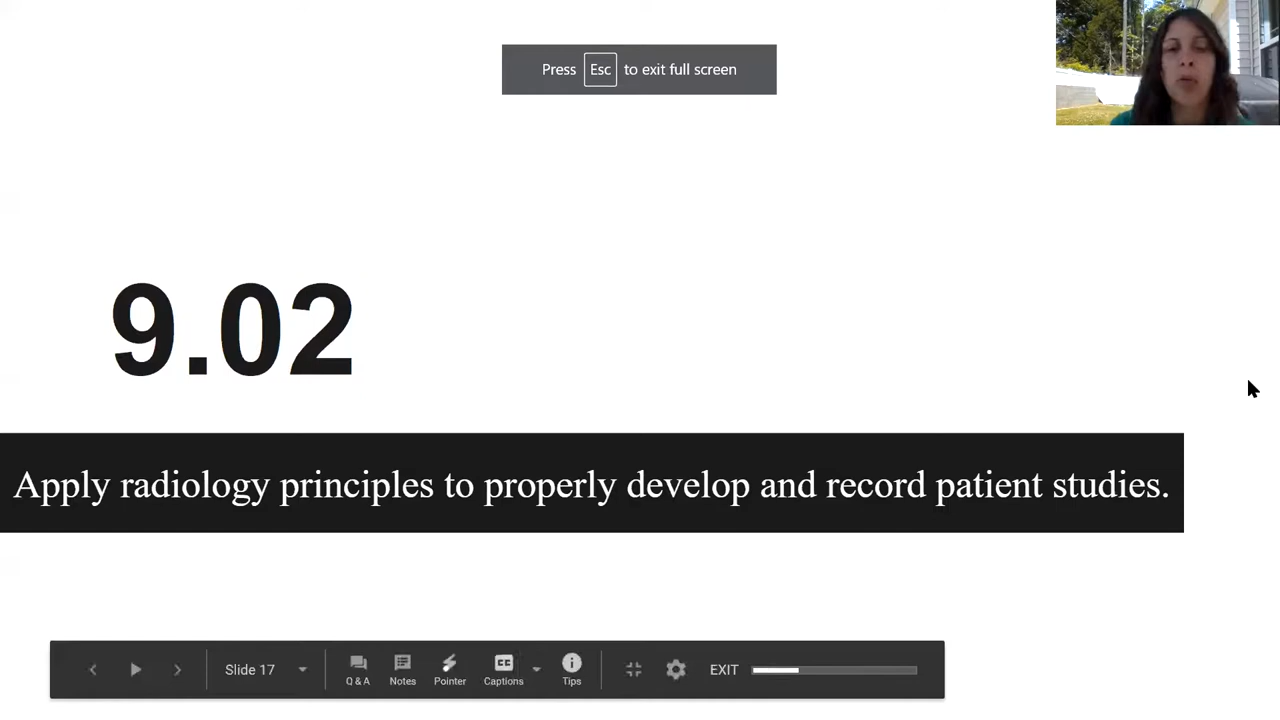 Press Esc to exit full screen
9.02
Apply radiology principles to properly develop and record patient studies.
Slide 17 Q & A Notes Pointer CC Captions Tips EXIT